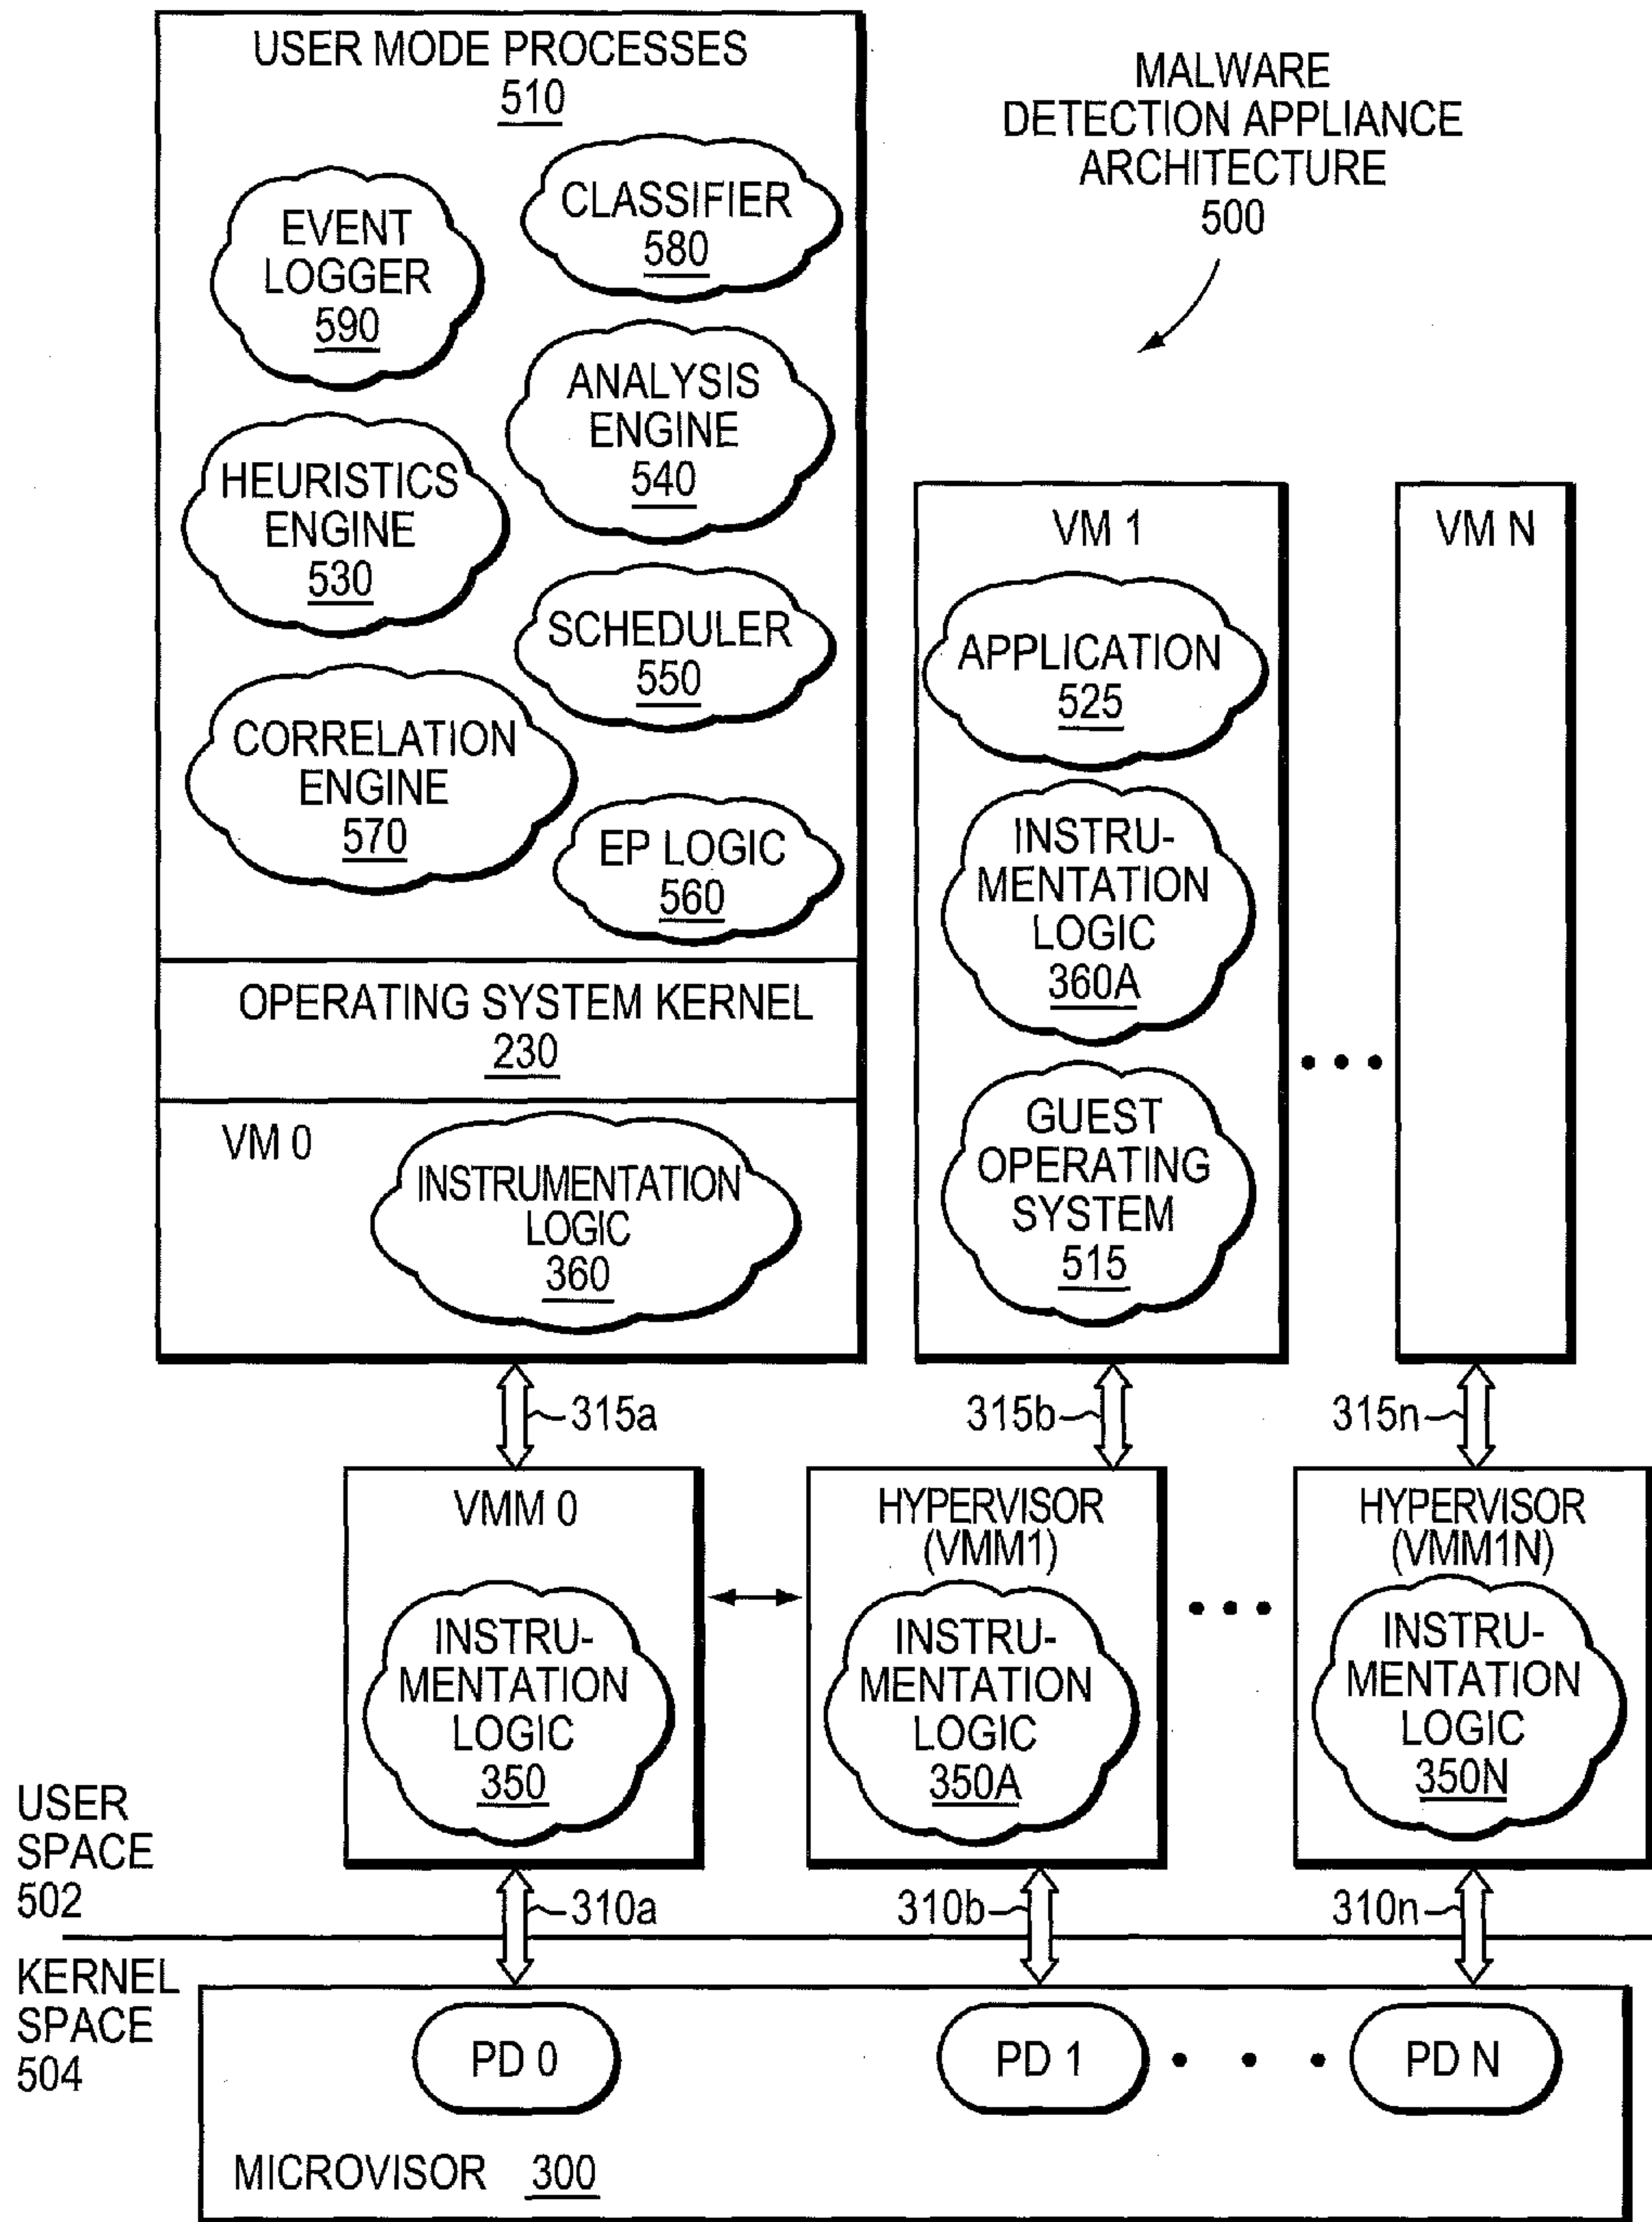 USER MODE PROCESSES
510
MALWARE
DETECTION APPLIANCE
ARCHITECTURE
500
EVENT
LOGGER
590
CLASSIFIER
580
ANALYSIS
ENGINE
540
HEURISTICS
ENGINE
530
SCHEDULER
550
CORRELATION
ENGINE
570
EP LOGIC
560
OPERATING SYSTEM KERNEL
230
VM 0
INSTRUMENTATION
LOGIC
360
VM 1
APPLICATION
525
INSTRU-
MENTATION
LOGIC
360A
GUEST
OPERATING
SYSTEM
515
VM N
315a
315b
315n
VMM 0
INSTRU-
MENTATION
LOGIC
350
HYPERVISOR
(VMM1)
INSTRU-
MENTATION
LOGIC
350A
HYPERVISOR
(VMM1N)
INSTRU-
MENTATION
LOGIC
350N
USER
SPACE
502
310a
310b
310n
KERNEL
SPACE
504
PD 0
PD 1
PD N
MICROVISOR 300